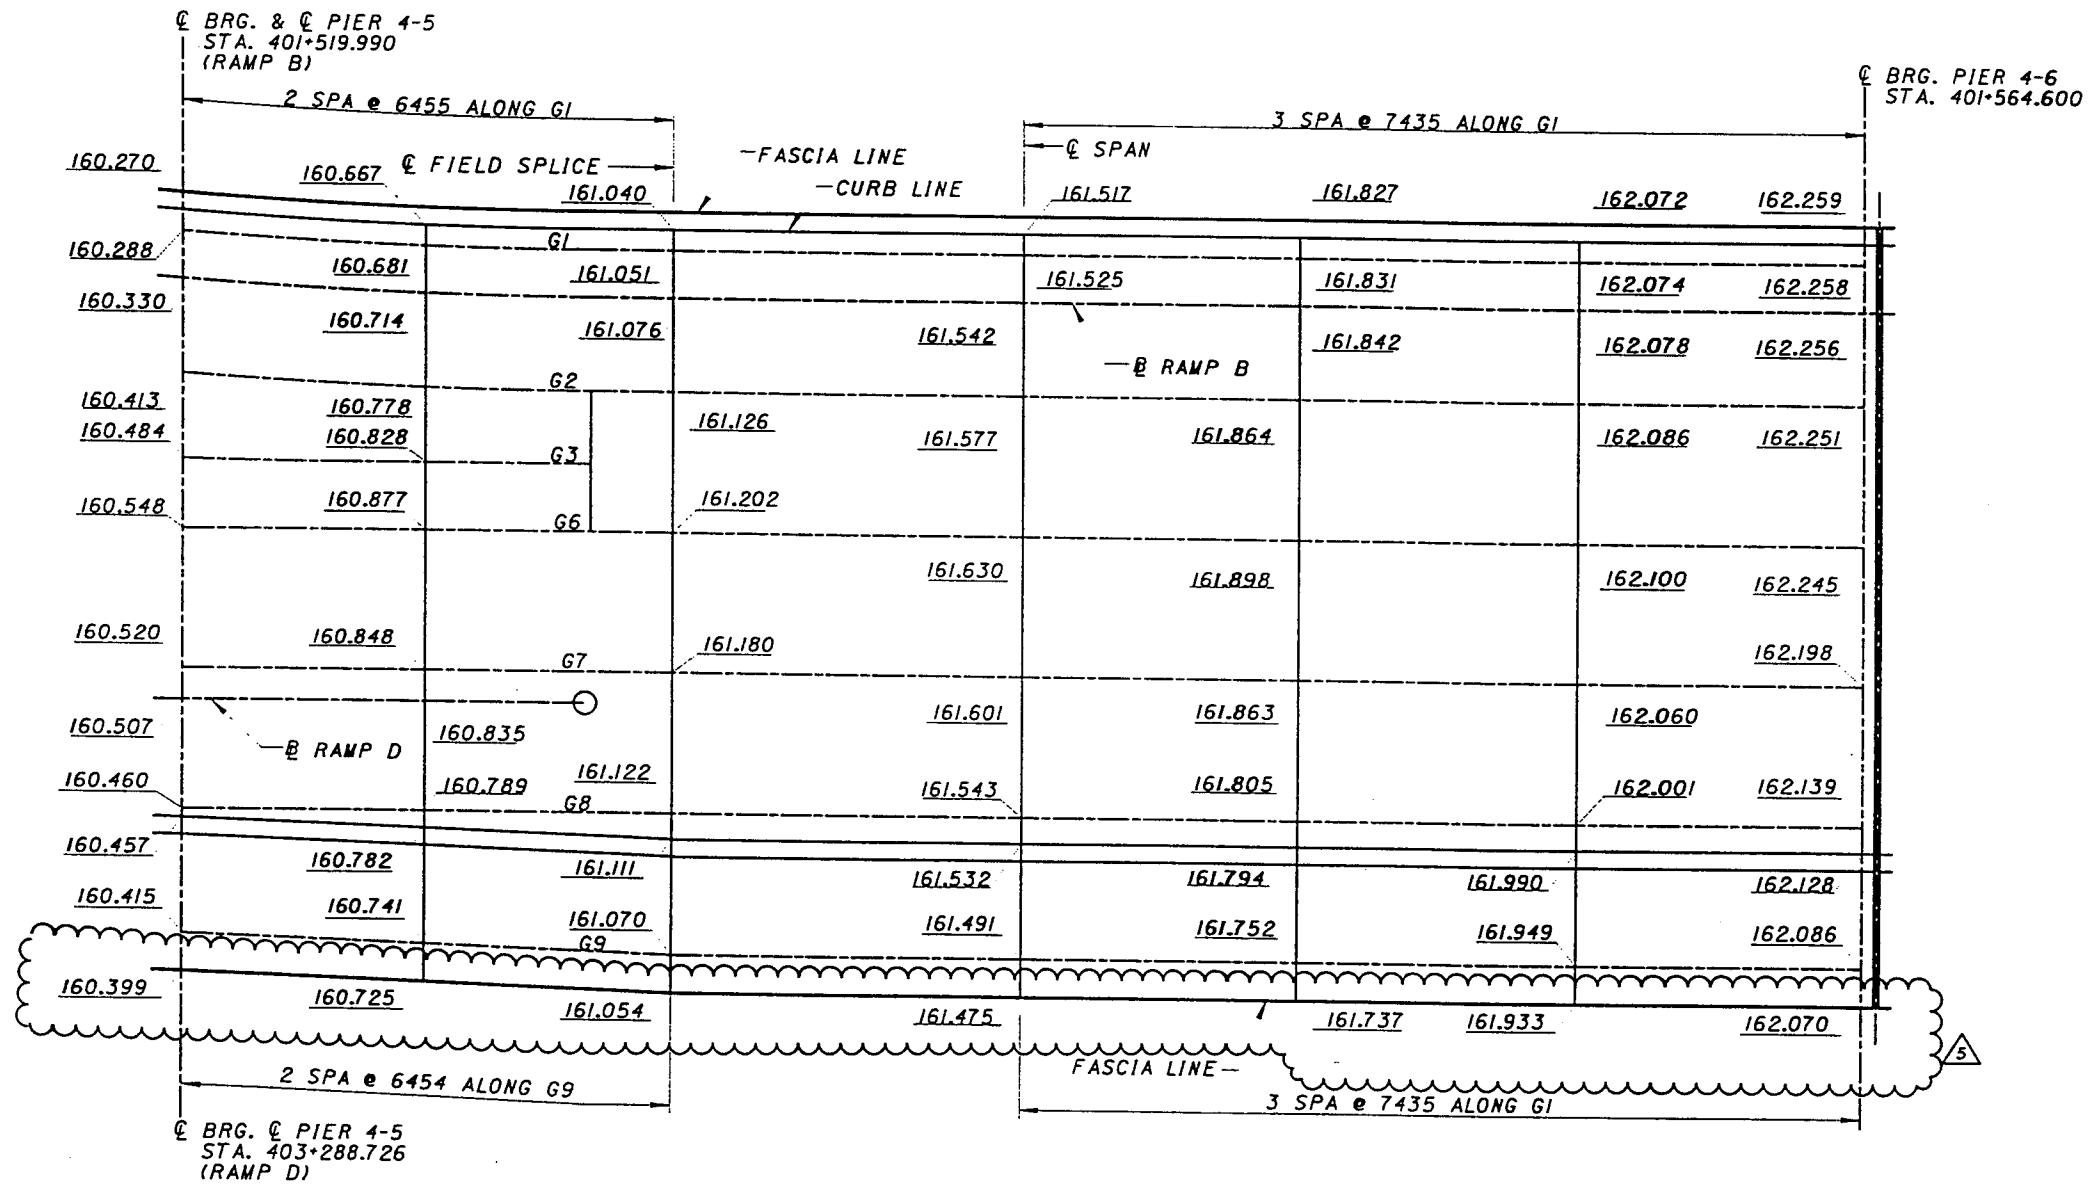 ℄ BRG. & ℄ PIER 4-5
STA. 401+519.990
(RAMP B)
℄ BRG. PIER 4-6
STA. 401+564.600
2 SPA @ 6455 ALONG G1
3 SPA @ 7435 ALONG G1
℄ FIELD SPLICE
FASCIA LINE
CURB LINE
℄ SPAN
160.270
160.667
161.040
161.517
161.827
162.072
162.259
G1
160.288
160.681
161.051
161.525
161.831
162.074
162.258
160.330
160.714
161.076
161.542
161.842
162.078
162.256
B RAMP B
G2
160.413
160.778
161.126
161.577
161.864
162.086
162.251
160.484
160.828
G3
160.548
160.877
161.202
G6
161.630
161.898
162.100
162.245
160.520
160.848
161.180
162.198
G7
160.507
160.835
161.601
161.863
162.060
B RAMP D
160.460
160.789
161.122
161.543
161.805
162.001
162.139
G8
160.457
160.782
161.111
161.532
161.794
161.990
162.128
160.415
160.741
161.070
161.491
161.752
161.949
162.086
G9
160.399
160.725
161.054
161.475
161.737
161.933
162.070
5
FASCIA LINE
2 SPA @ 6454 ALONG G9
3 SPA @ 7435 ALONG G1
℄ BRG. ℄ PIER 4-5
STA. 403+288.726
(RAMP D)